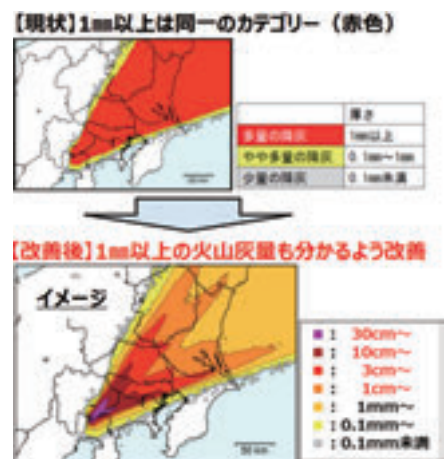 【現状】1㎜以上は同一のカテゴリー（赤色）
厚さ
多量の降灰 1㎜以上
やや多量の降灰 0.1㎜～1㎜
少量の降灰 0.1㎜未満
【改善後】1㎜以上の火山灰量も分かるよう改善
イメージ
: 30cm～
: 10cm～
: 3cm～
: 1cm～
: 1mm～
: 0.1mm～
: 0.1mm未満
50 km